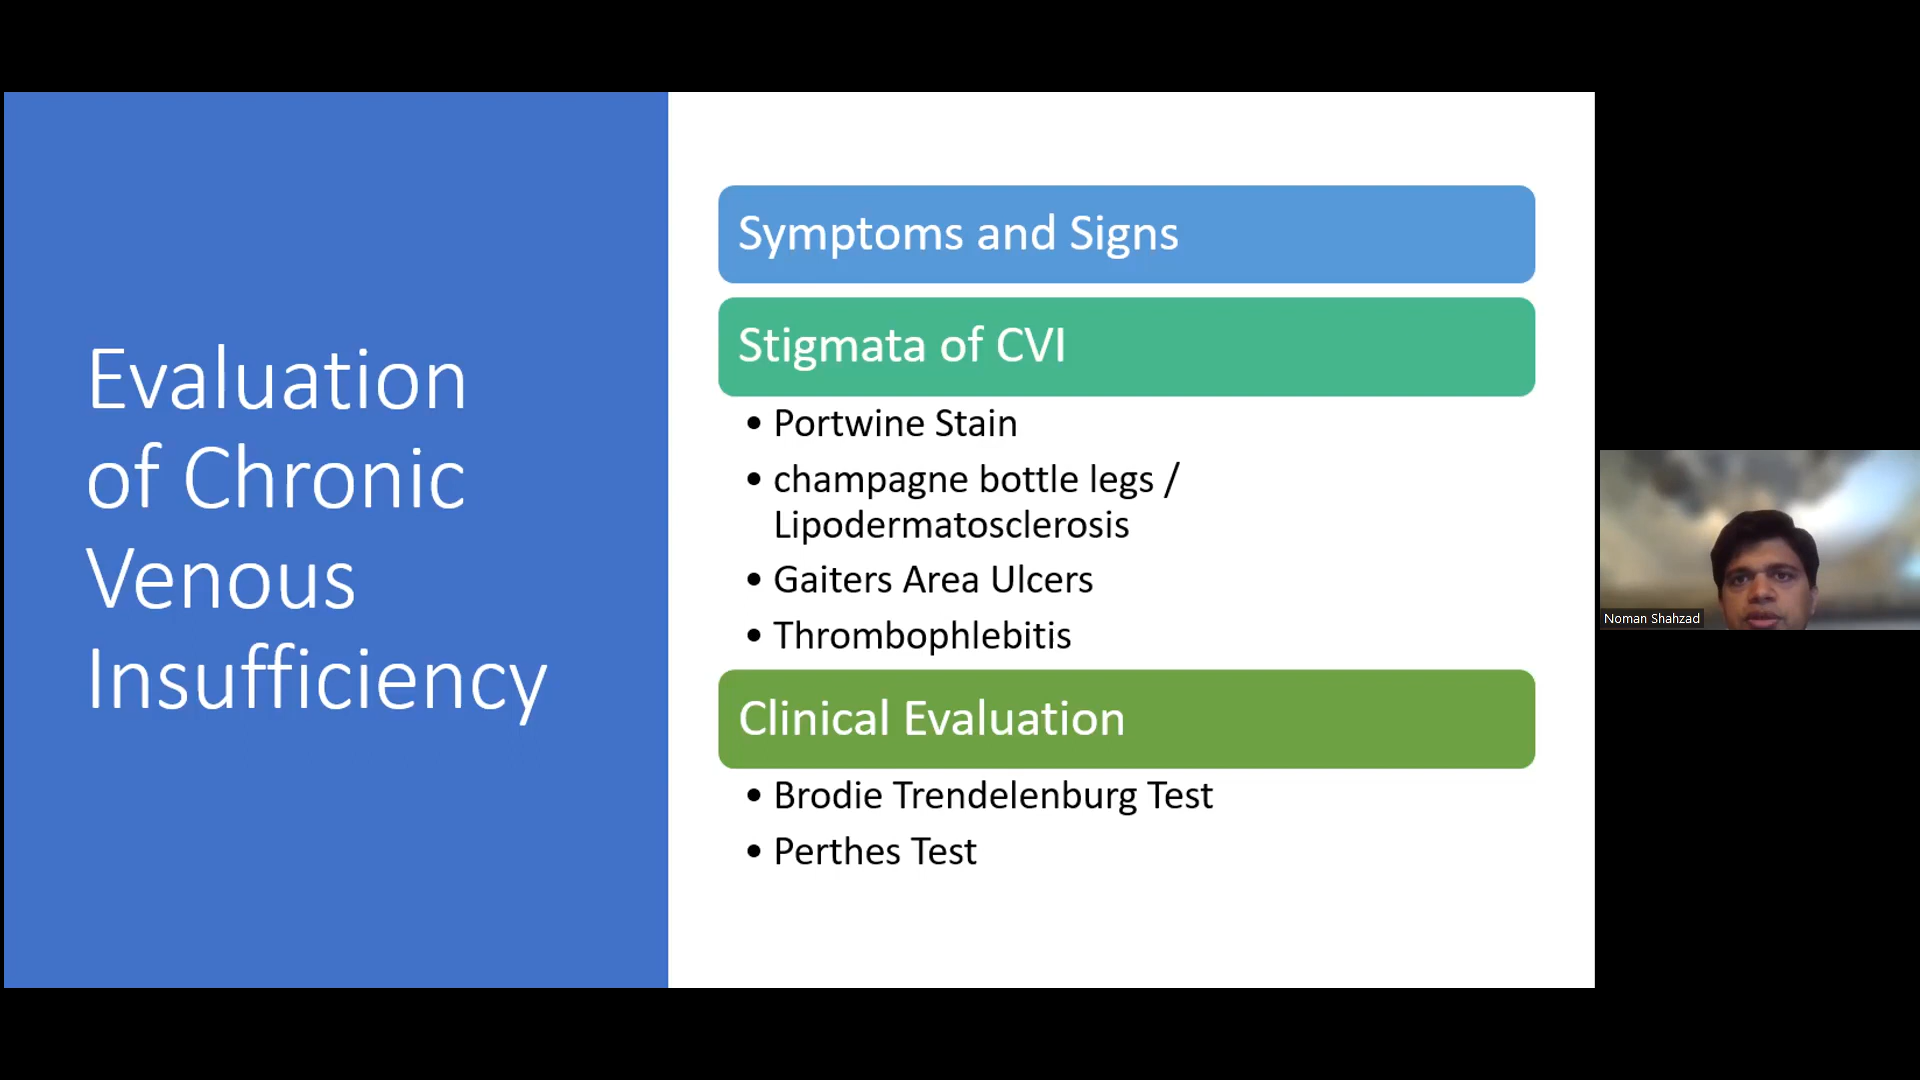 Evaluation
of Chronic
Venous
Insufficiency
Symptoms and Signs
Stigmata of CVI
• Portwine Stain
• champagne bottle legs /
Lipodermatosclerosis
• Gaiters Area Ulcers
• Thrombophlebitis
Clinical Evaluation
• Brodie Trendelenburg Test
• Perthes Test
Noman Shahzad